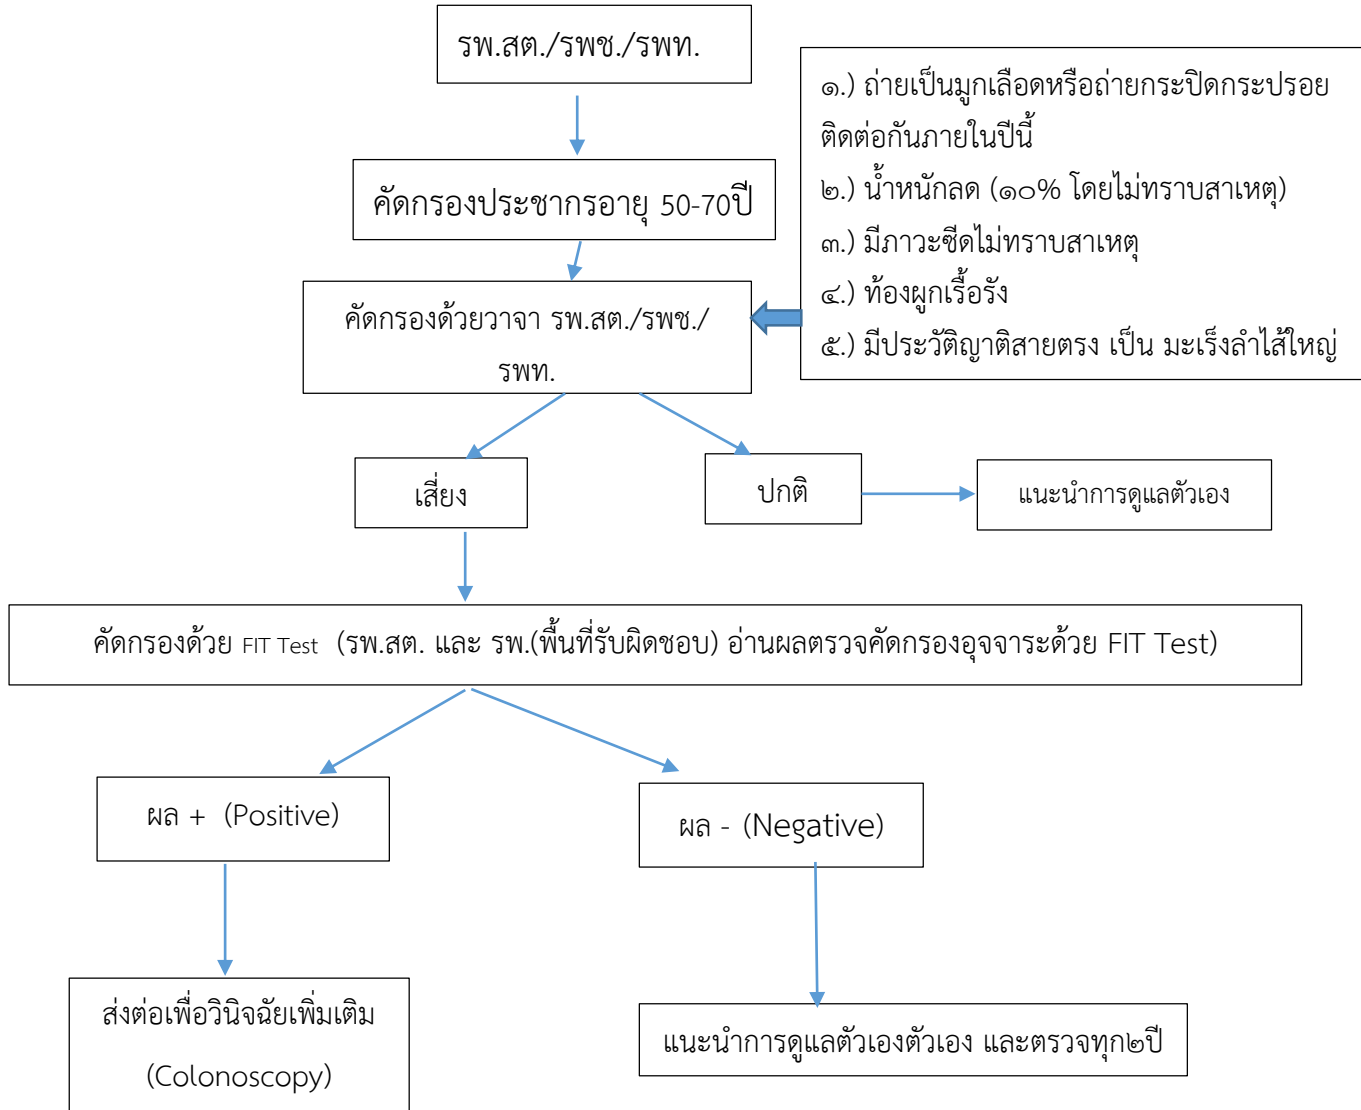 รพ.สต./รพช./รพท.
๑.) ถ่ายเป็นมูกเลือดหรือถ่ายกระปิดกระปรอย
ติดต่อกันภายในปีนี้
๒.) น้ำหนักลด (๑๐% โดยไม่ทราบสาเหตุ)
๓.) มีภาวะซีดไม่ทราบสาเหตุ
๔.) ท้องผูกเรื้อรัง
๕.) มีประวัติญาติสายตรง เป็น มะเร็งลำไส้ใหญ่
คัดกรองประชากรอายุ 50-70ปี
คัดกรองด้วยวาจา รพ.สต./รพช./
รพท.
เสี่ยง
ปกติ
แนะนำการดูแลตัวเอง
คัดกรองด้วย FIT Test (รพ.สต. และ รพ.(พื้นที่รับผิดชอบ) อ่านผลตรวจคัดกรองอุจจาระด้วย FIT Test)
ผล + (Positive)
ผล - (Negative)
ส่งต่อเพื่อวินิจฉัยเพิ่มเติม
(Colonoscopy)
แนะนำการดูแลตัวเองตัวเอง และตรวจทุก๒ปี